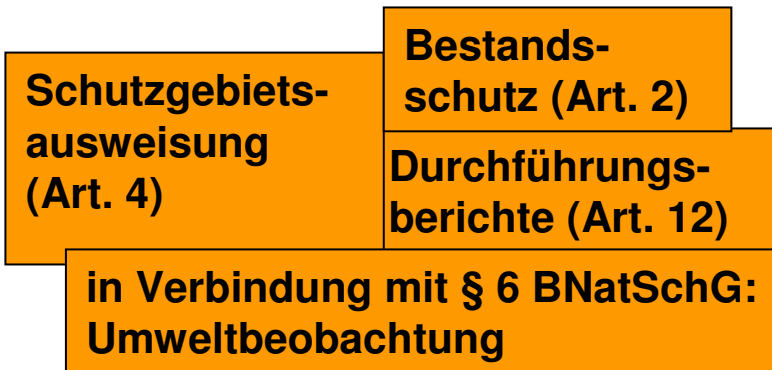 Schutzgebiets-
ausweisung
(Art. 4)
Bestands-
schutz (Art. 2)
Durchführungs-
berichte (Art. 12)
in Verbindung mit § 6 BNatSchG:
Umweltbeobachtung